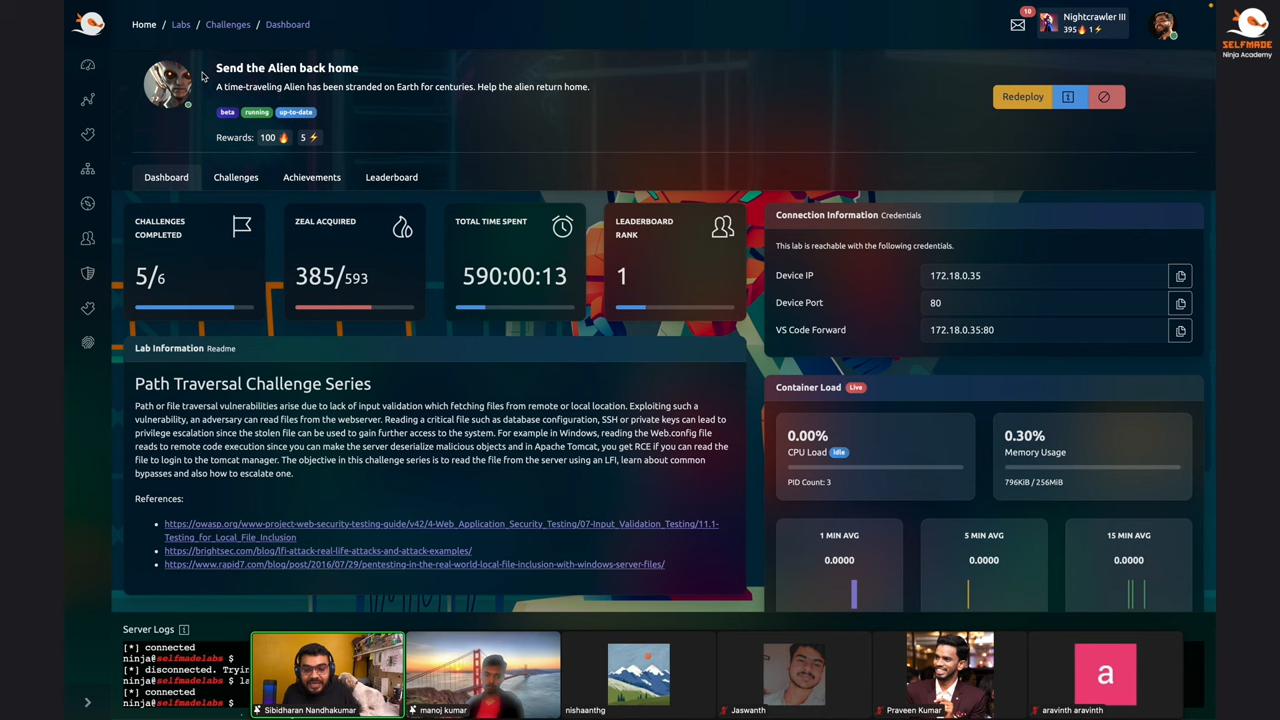 Home / Labs / Challenges / Dashboard
10
Nightcrawler III
395 1
SELFMADE
Ninja Academy
Send the Alien back home
A time-traveling Alien has been stranded on Earth for centuries. Help the alien return home.
beta running up-to-date
Rewards: 100 5
Redeploy
Dashboard Challenges Achievements Leaderboard
CHALLENGES
COMPLETED
5/6
ZEAL ACQUIRED
385/593
TOTAL TIME SPENT
590:00:13
LEADERBOARD
RANK
1
Connection Information Credentials
This lab is reachable with the following credentials.
Device IP 172.18.0.35
Device Port 80
VS Code Forward 172.18.0.35:80
Lab Information Readme
Path Traversal Challenge Series
Path or file traversal vulnerabilities arise due to lack of input validation which fetching files from remote or local location. Exploiting such a
vulnerability, an adversary can read files from the webserver. Reading a critical file such as database configuration, SSH or private keys can lead to
privilege escalation since the stolen file can be used to gain further access to the system. For example in Windows, reading the Web.config file
reads to remote code execution since you can make the server deserialize malicious objects and in Apache Tomcat, you get RCE if you can read the
file to login to the tomcat manager. The objective in this challenge series is to read the file from the server using an LFI, learn about common
bypasses and also how to escalate one.
References:
https://owasp.org/www-project-web-security-testing-guide/v42/4-Web_Application_Security_Testing/07-Input_Validation_Testing/11.1-
Testing_for_Local_File_Inclusion
https://brightsec.com/blog/lfi-attack-real-life-attacks-and-attack-examples/
https://www.rapid7.com/blog/post/2016/07/29/pentesting-in-the-real-world-local-file-inclusion-with-windows-server-files/
Container Load Live
0.00%
CPU Load Idle
PID Count: 3
0.30%
Memory Usage
796KiB / 256MiB
1 MIN AVG
0.0000
5 MIN AVG
0.0000
15 MIN AVG
0.0000
Server Logs
[*] connected
ninja@selfmadelabs $
[*] disconnected. Tryin
ninja@selfmadelabs $ la
[*] connected
ninja@selfmadelabs $
Sibidharan Nandhakumar
manoj kumar
nishaanthg
Jaswanth
Praveen Kumar
a
aravinth aravinth